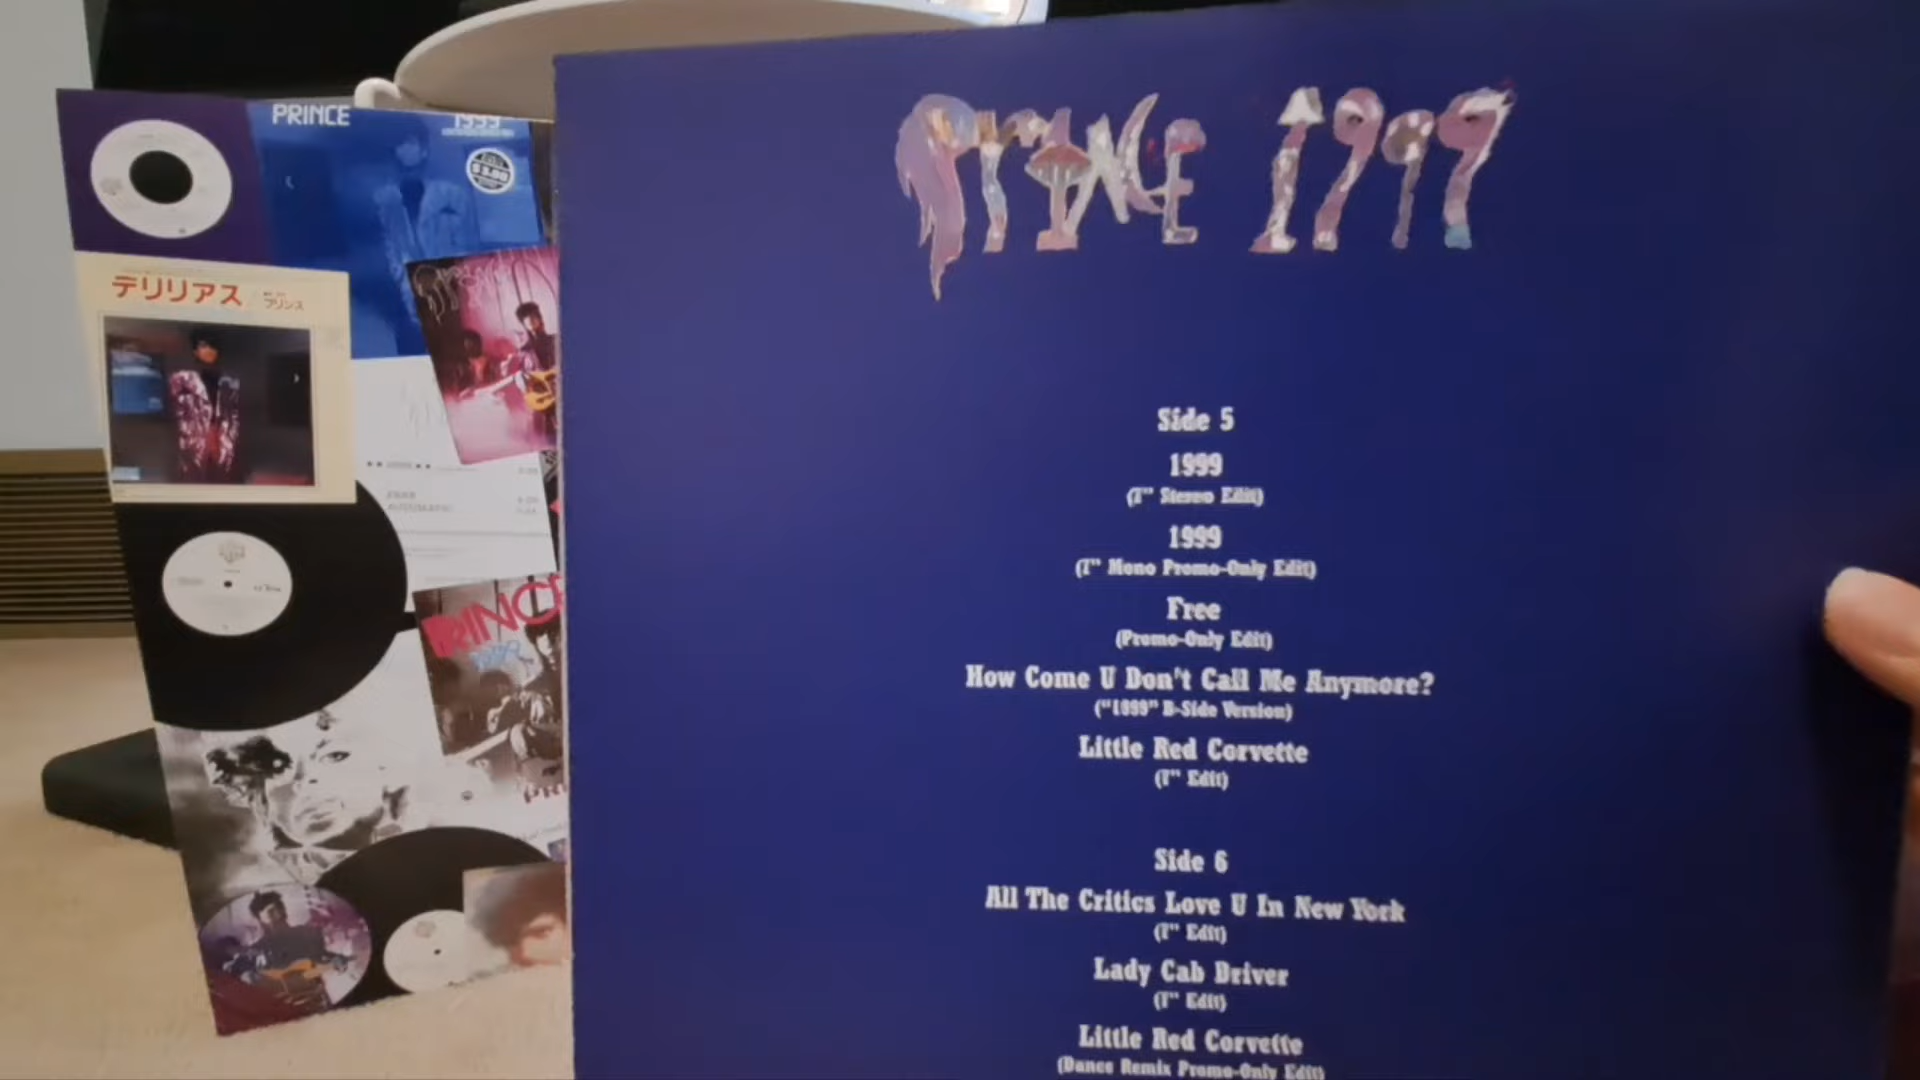 PRINCE 1999
デリリアス
プリンス
PRINCE
1999
PRINCE 1999
Side 5
1999
(7" Stereo Edit)
1999
(7" Mono Promo-Only Edit)
Free
(Promo-Only Edit)
How Come U Don't Call Me Anymore?
("1999" B-Side Version)
Little Red Corvette
(7" Edit)
Side 6
All The Critics Love U In New York
(7" Edit)
Lady Cab Driver
(7" Edit)
Little Red Corvette
(Dance Remix Promo-Only Edit)